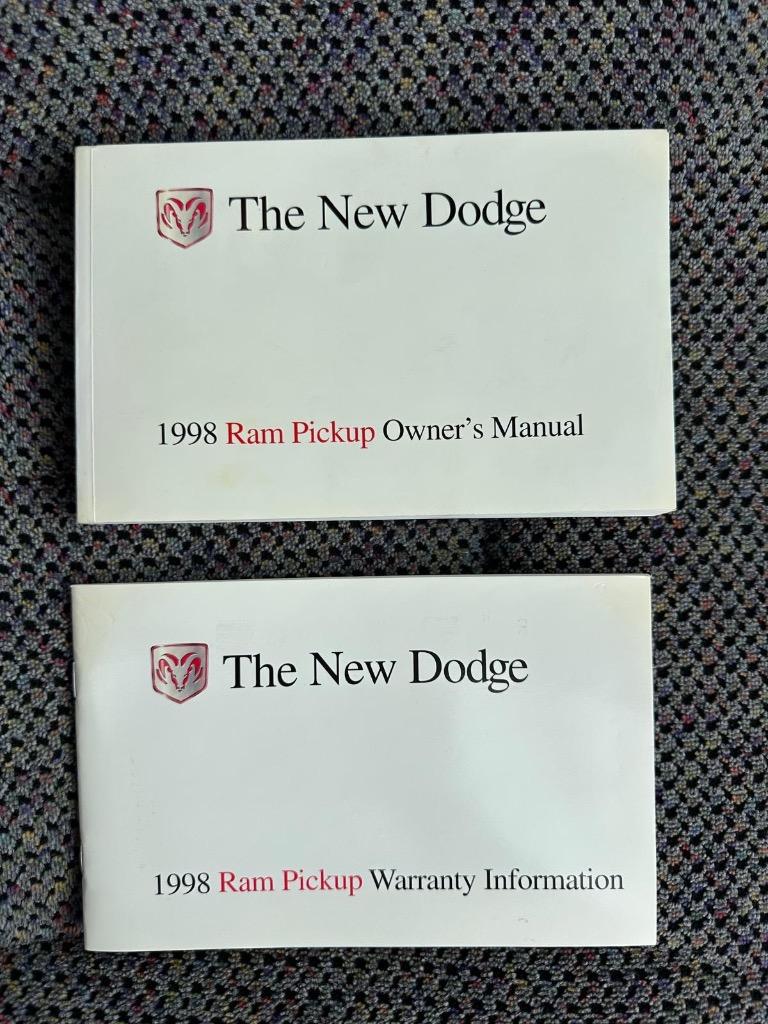 The New Dodge
1998 Ram Pickup Owner's Manual
The New Dodge
1998 Ram Pickup Warranty Information